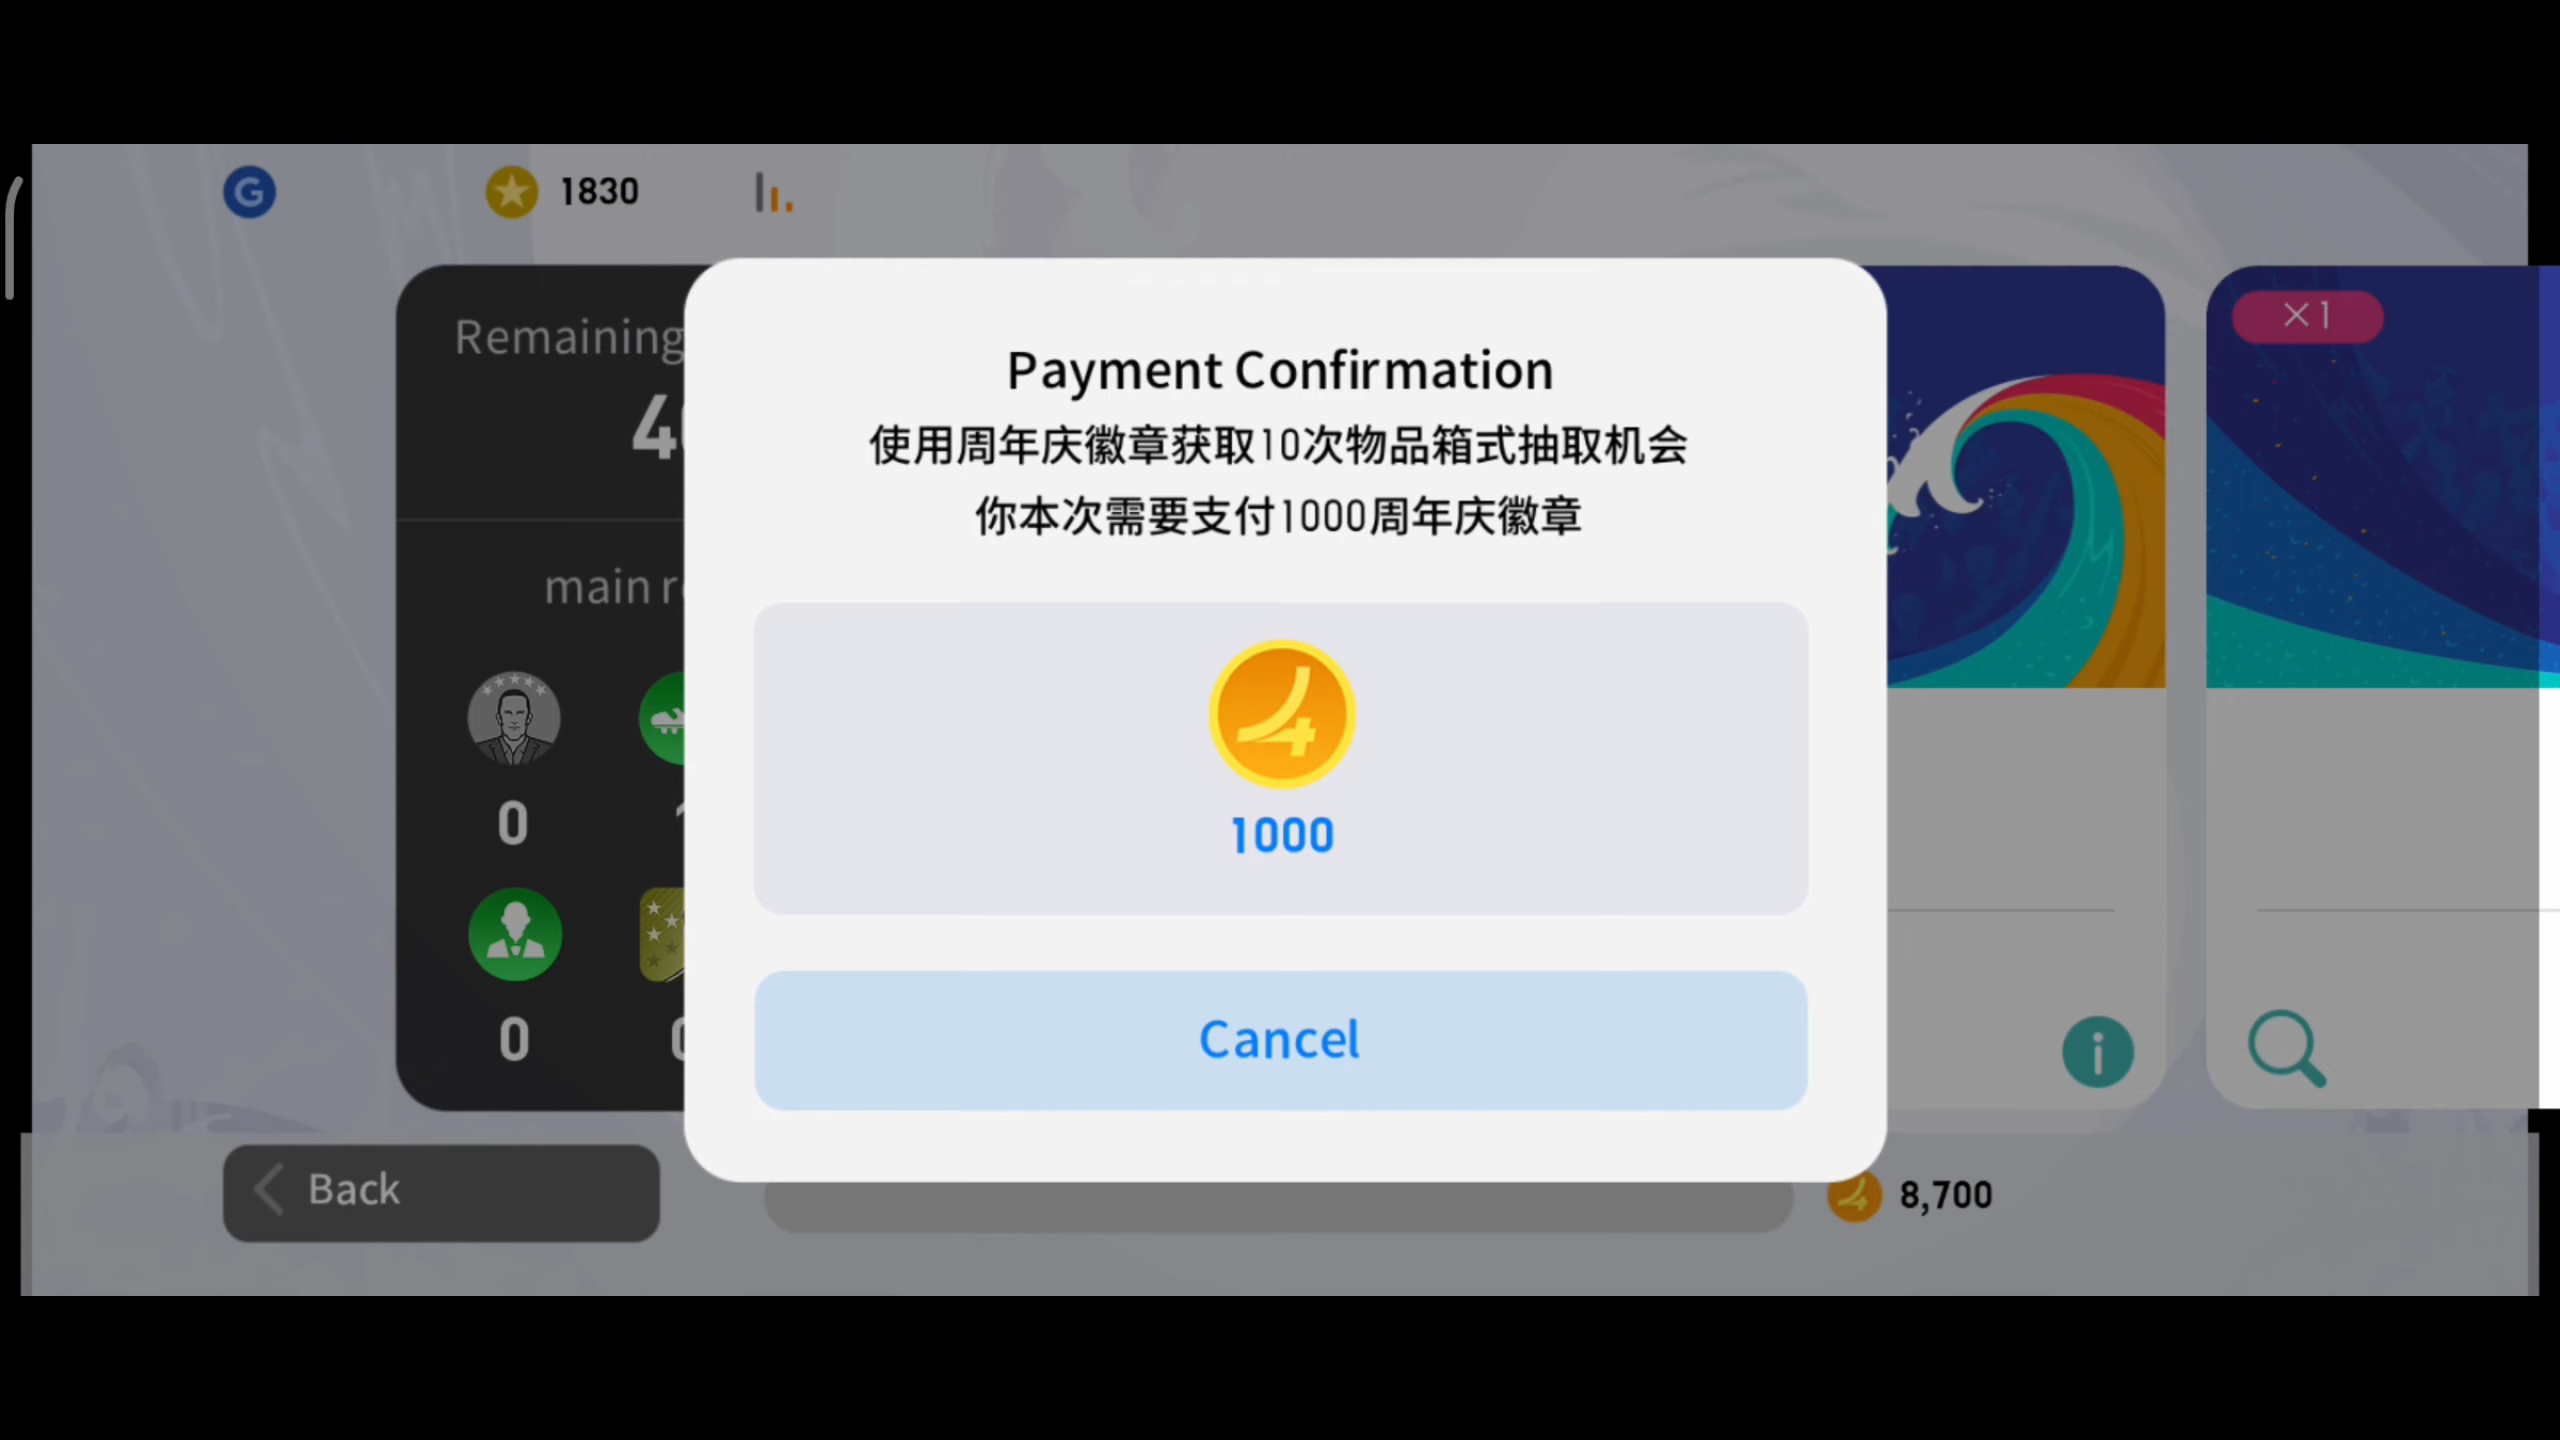 1830
Remaining
× 1
Payment Confirmation
使用周年庆徽章获取10次物品箱式抽取机会
你本次需要支付1000周年庆徽章
main
1000
0
0
Cancel
Back
8,700